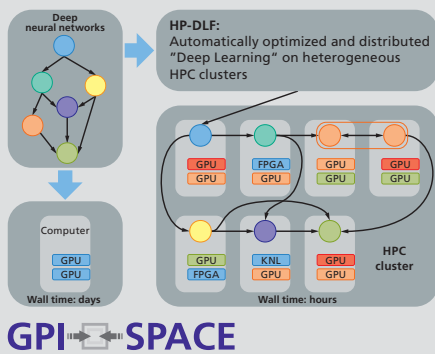 Deep
neural networks
HP-DLF:
Automatically optimized and distributed
“Deep Learning” on heterogeneous
HPC clusters
GPU
GPU
FPGA
GPU
GPU
GPU
GPU
GPU
Computer
GPU
GPU
GPU
FPGA
KNL
GPU
GPU
GPU
HPC
cluster
Wall time: days
Wall time: hours
GPI SPACE